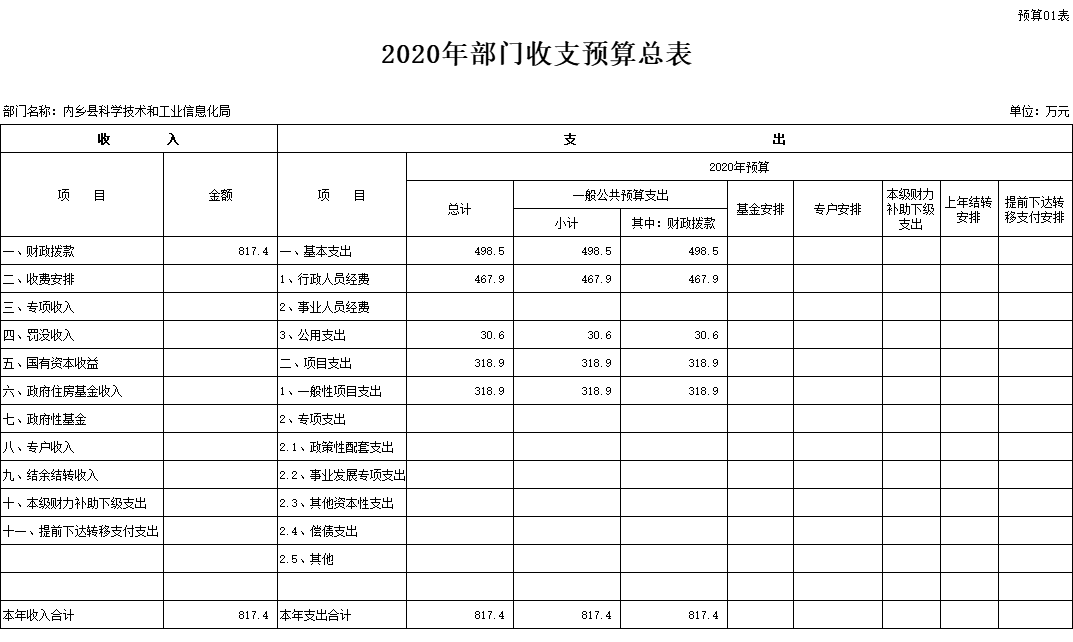 预算01表
2020年部门收支预算总表
部门名称：内乡县科学技术和工业信息化局 单位：万元
收 入 支 出
项 目 金额 项 目 2020年预算
总计 一般公共预算支出 基金安排 专户安排 本级财力补助下级支出 上年结转安排 提前下达转移支付安排
小计 其中：财政拨款
一、财政拨款 817.4 一、基本支出 498.5 498.5 498.5
二、收费安排 1、行政人员经费 467.9 467.9 467.9
三、专项收入 2、事业人员经费
四、罚没收入 3、公用支出 30.6 30.6 30.6
五、国有资本收益 二、项目支出 318.9 318.9 318.9
六、政府住房基金收入 1、一般性项目支出 318.9 318.9 318.9
七、政府性基金 2、专项支出
八、专户收入 2.1、政策性配套支出
九、结余结转收入 2.2、事业发展专项支出
十、本级财力补助下级支出 2.3、其他资本性支出
十一、提前下达转移支付支出 2.4、偿债支出
2.5、其他
本年收入合计 817.4 本年支出合计 817.4 817.4 817.4